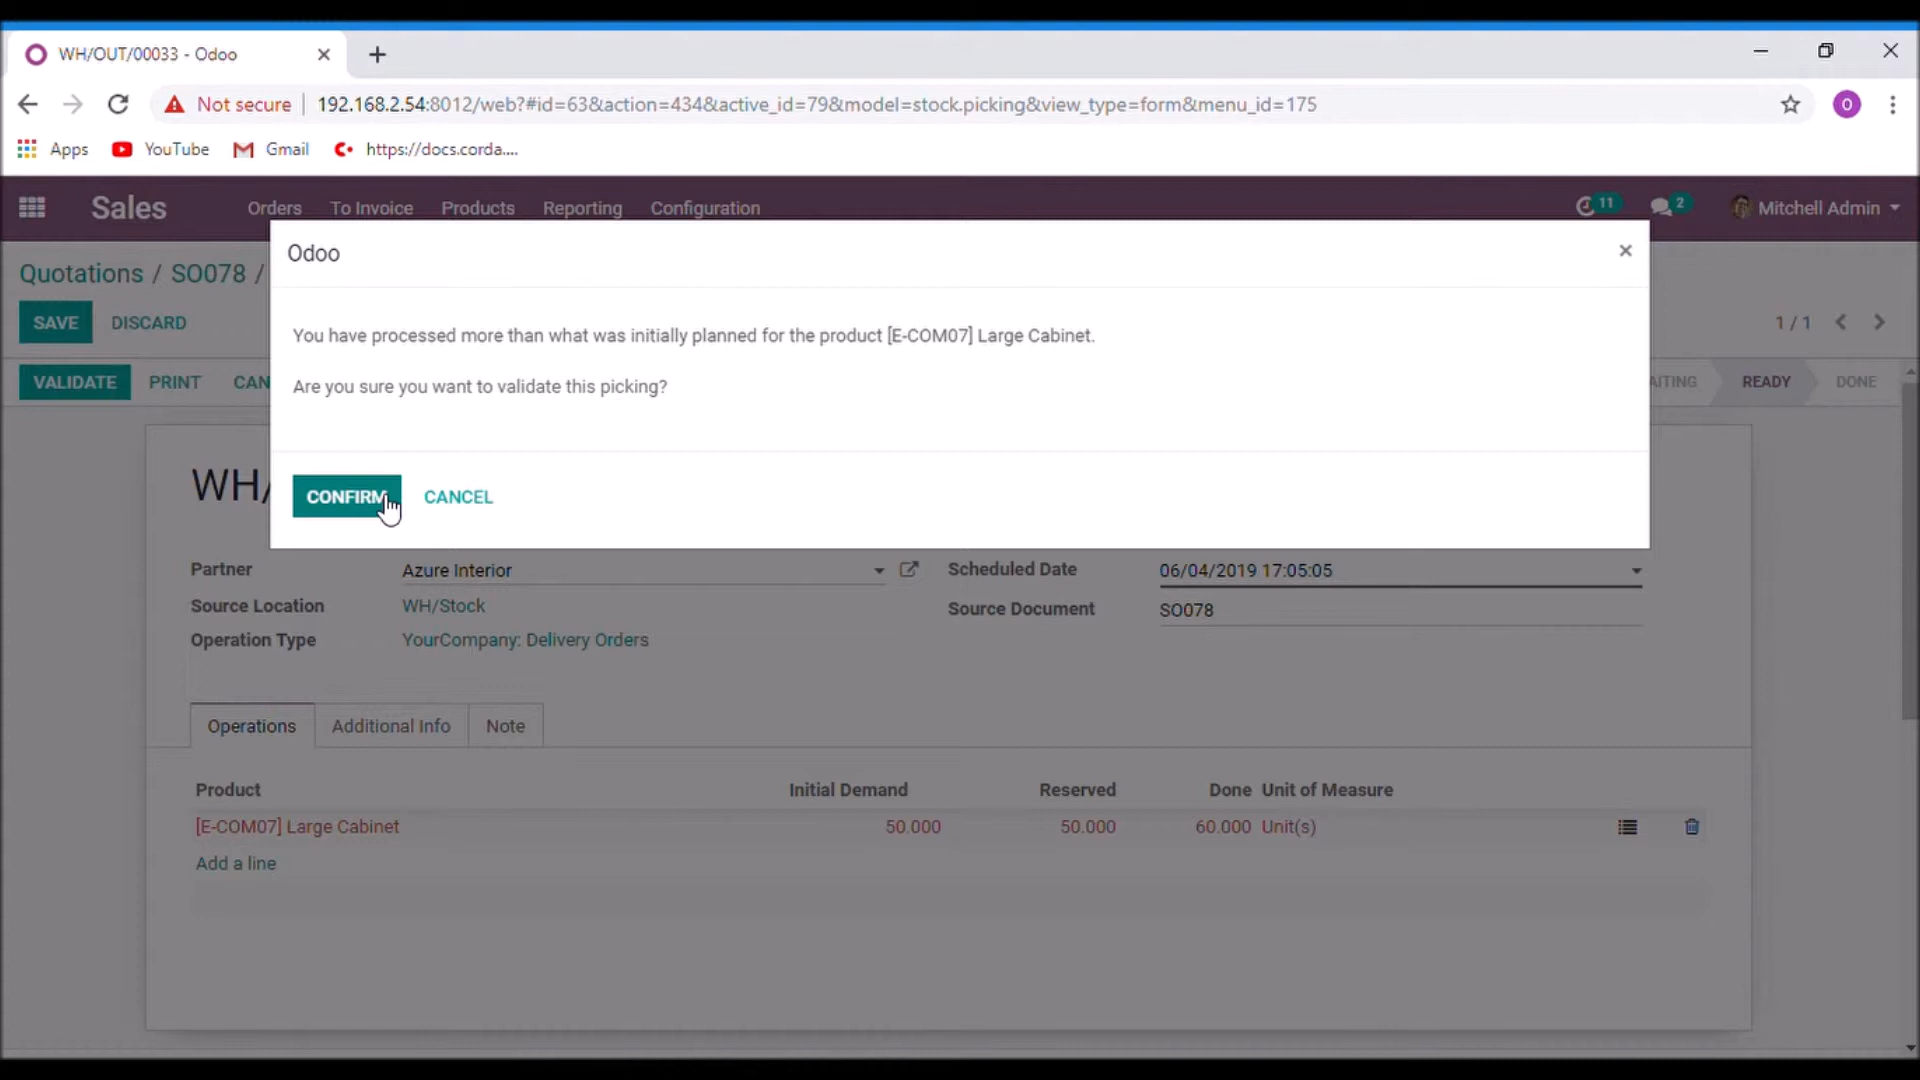 WH/OUT/00033 - Odoo
Not secure 192.168.2.54:8012/web?#id=63&action=434&active_id=79&model=stock.picking&view_type=form&menu_id=175 O
Apps YouTube Gmail https://docs.corda....
Sales Orders To Invoice Products Reporting Configuration 11 2 Mitchell Admin
Odoo ×
Quotations / SO078 /
SAVE DISCARD 1 / 1
You have processed more than what was initially planned for the product [E-COM07] Large Cabinet.
VALIDATE PRINT CAN AITING READY DONE
Are you sure you want to validate this picking?
WH/
CONFIRM CANCEL
Partner Azure Interior Scheduled Date 06/04/2019 17:05:05
Source Location WH/Stock Source Document SO078
Operation Type YourCompany: Delivery Orders
Operations Additional Info Note
Product Initial Demand Reserved Done Unit of Measure
[E-COM07] Large Cabinet 50.000 50.000 60.000 Unit(s)
Add a line